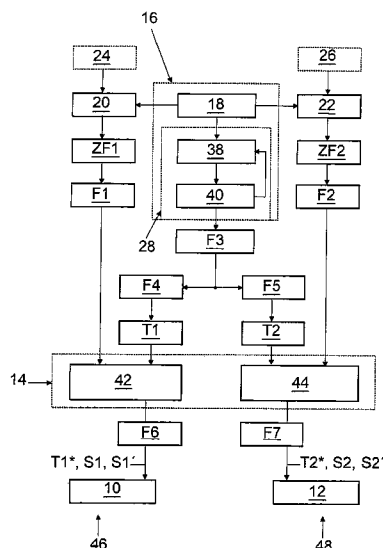 16
24
26
20
18
22
ZF1
38
ZF2
F1
40
F2
28
F3
F4
F5
T1
T2
14
42
44
F6
F7
T1*, S1, S1´
T2*, S2, S2´
10
12
46
48